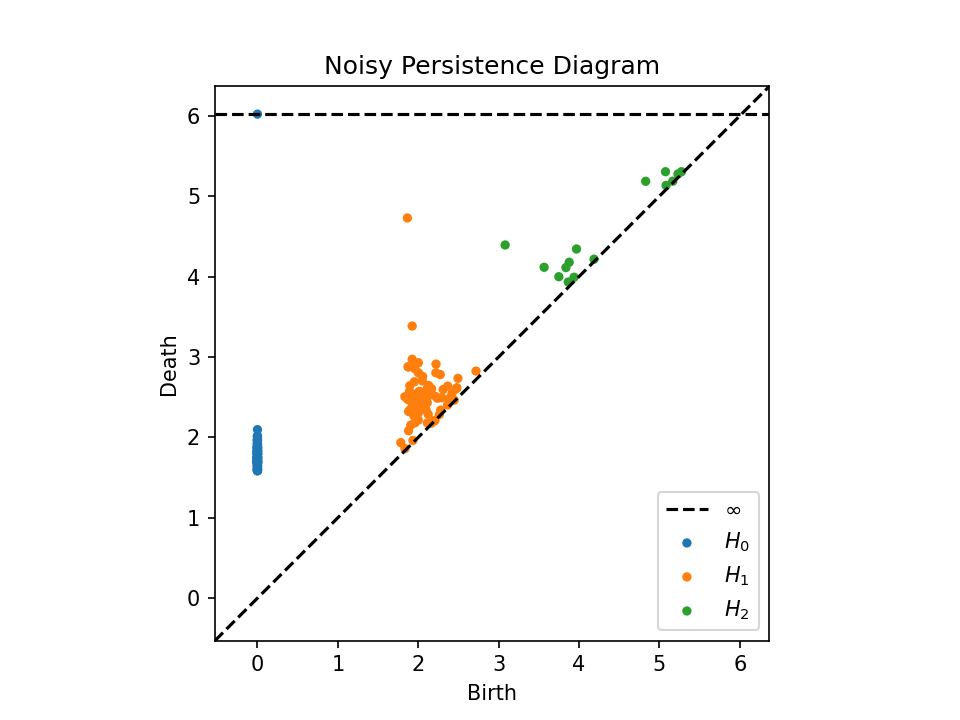 Noisy Persistence Diagram
Death
6
5
4
3
2
1
0
0 1 2 3 4 5 6
Birth
∞
H₀
H₁
H₂